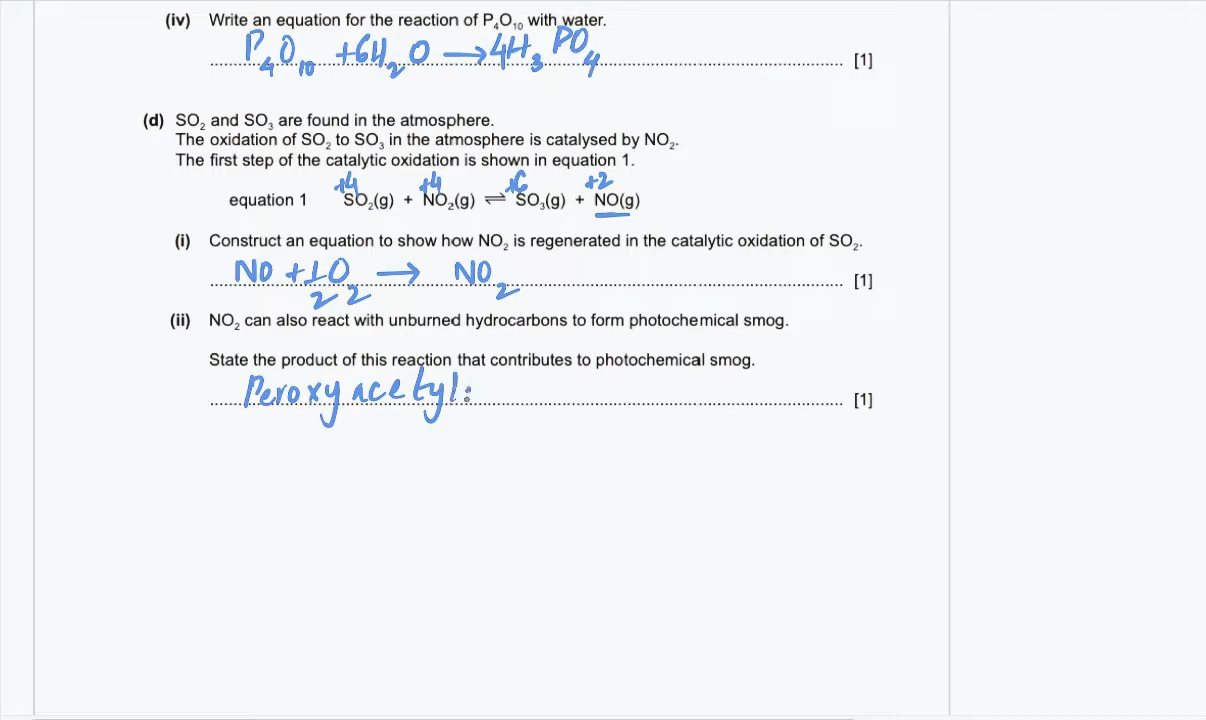 (iv) Write an equation for the reaction of P₄O₁₀ with water.
P₄O₁₀ + 6H₂O → 4H₃PO₄
[1]
(d) SO₂ and SO₃ are found in the atmosphere.
The oxidation of SO₂ to SO₃ in the atmosphere is catalysed by NO₂.
The first step of the catalytic oxidation is shown in equation 1.
+4 +4 +6 +2
equation 1 SO₂(g) + NO₂(g) ⇌ SO₃(g) + NO(g)
(i) Construct an equation to show how NO₂ is regenerated in the catalytic oxidation of SO₂.
NO + 1/2 O₂ → NO₂
[1]
(ii) NO₂ can also react with unburned hydrocarbons to form photochemical smog.
State the product of this reaction that contributes to photochemical smog.
Peroxyacetyl
[1]